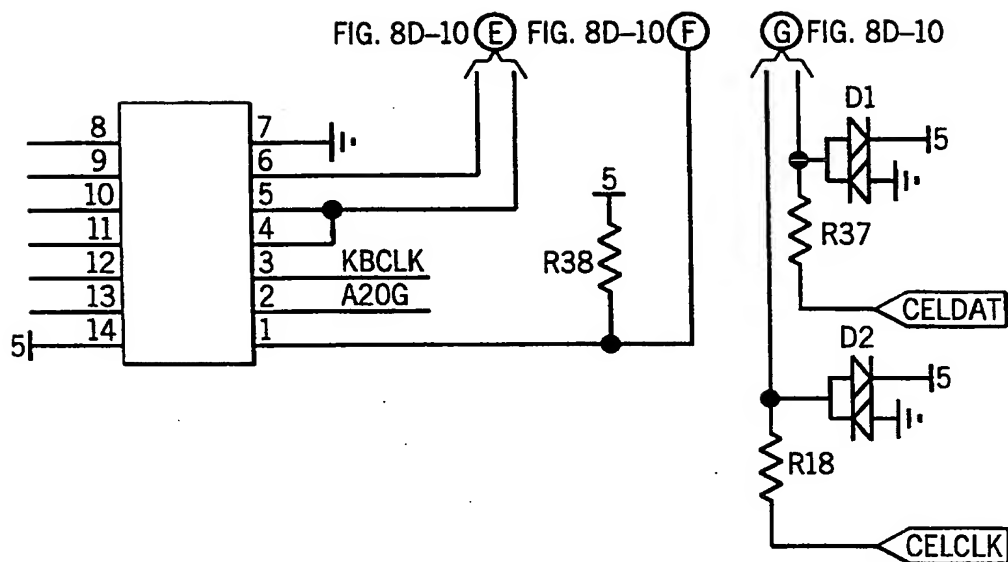 FIG. 8D–10 E FIG. 8D–10 F G FIG. 8D–10
D1
8 7 5
9 6
10 5 5
11 4 R37
12 3 KBCLK R38
13 2 A20G CELDAT
5 14 1 D2
5
R18
CELCLK